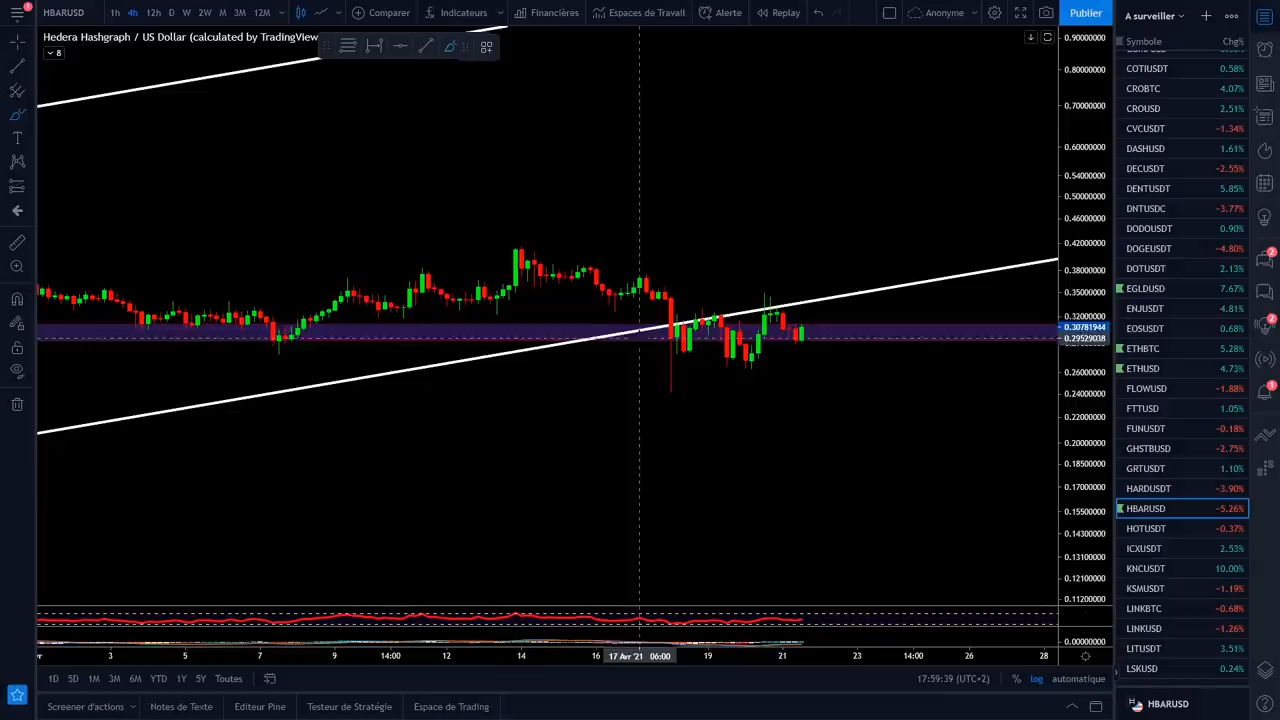 HBARUSD 1h 4h 12h D W 2W M 3M 12M Comparer Indicateurs Financières Espaces de Travail Alerte Replay Anonyme Publier A surveiller
Hedera Hashgraph / US Dollar (calculated by TradingView
8
Symbole Chg%
COTIUSDT 0.58%
CROBTC 4.07%
CROUSD 2.51%
CVCUSDT −1.34%
DASHUSD 1.61%
DECUSDT −2.55%
DENTUSDT 5.85%
DNTUSDC −3.77%
DODOUSDT 0.90%
DOGEUSDT −4.80%
DOTUSDT 2.13%
EGLDUSD 7.67%
ENJUSDT 4.81%
EOSUSDT 0.68%
ETHBTC 5.28%
ETHUSD 4.73%
FLOWUSD −1.88%
FTTUSD 1.05%
FUNUSDT −0.18%
GHSTBUSD −2.75%
GRTUSDT 1.10%
HARDUSDT −3.90%
HBARUSD −5.26%
HOTUSDT −0.37%
ICXUSDT 2.53%
KNCUSDT 10.00%
KSMUSDT −1.19%
LINKBTC −0.68%
LINKUSD −1.26%
LITUSDT 3.51%
LSKUSD 0.24%
0.90000000
0.80000000
0.70000000
0.60000000
0.54000000
0.50000000
0.46000000
0.42000000
0.38000000
0.35000000
0.32000000
0.30781944
0.29529038
0.26000000
0.24000000
0.22000000
0.20000000
0.18500000
0.17000000
0.15500000
0.14300000
0.13100000
0.12100000
0.11200000
0.00000000
3 5 7 9 14:00 12 14 16 17 Avr '21 06:00 19 21 23 14:00 26 28
1D 5D 1M 3M 6M YTD 1Y 5Y Toutes 17:59:39 (UTC+2) % log automatique
Screener d'actions Notes de Texte Editeur Pine Testeur de Stratégie Espace de Trading HBARUSD